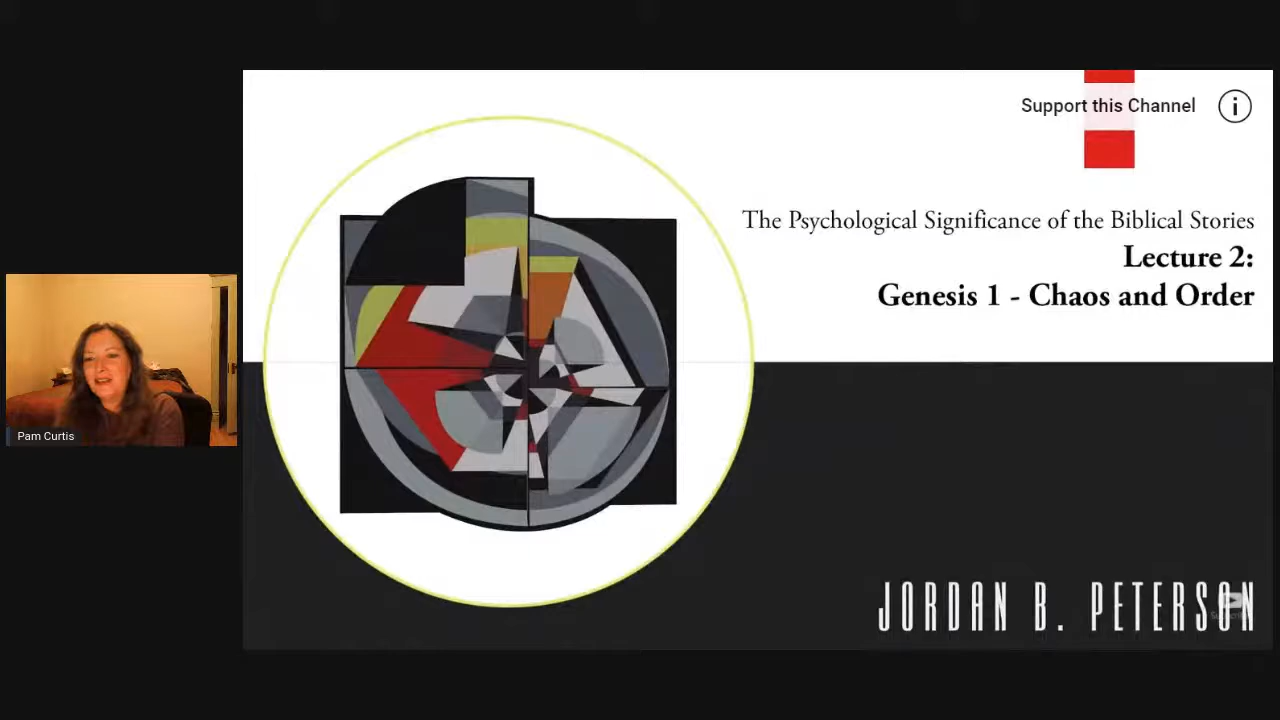 Support this Channel
The Psychological Significance of the Biblical Stories
Lecture 2:
Genesis 1 - Chaos and Order
Pam Curtis
JORDAN B. PETERSON